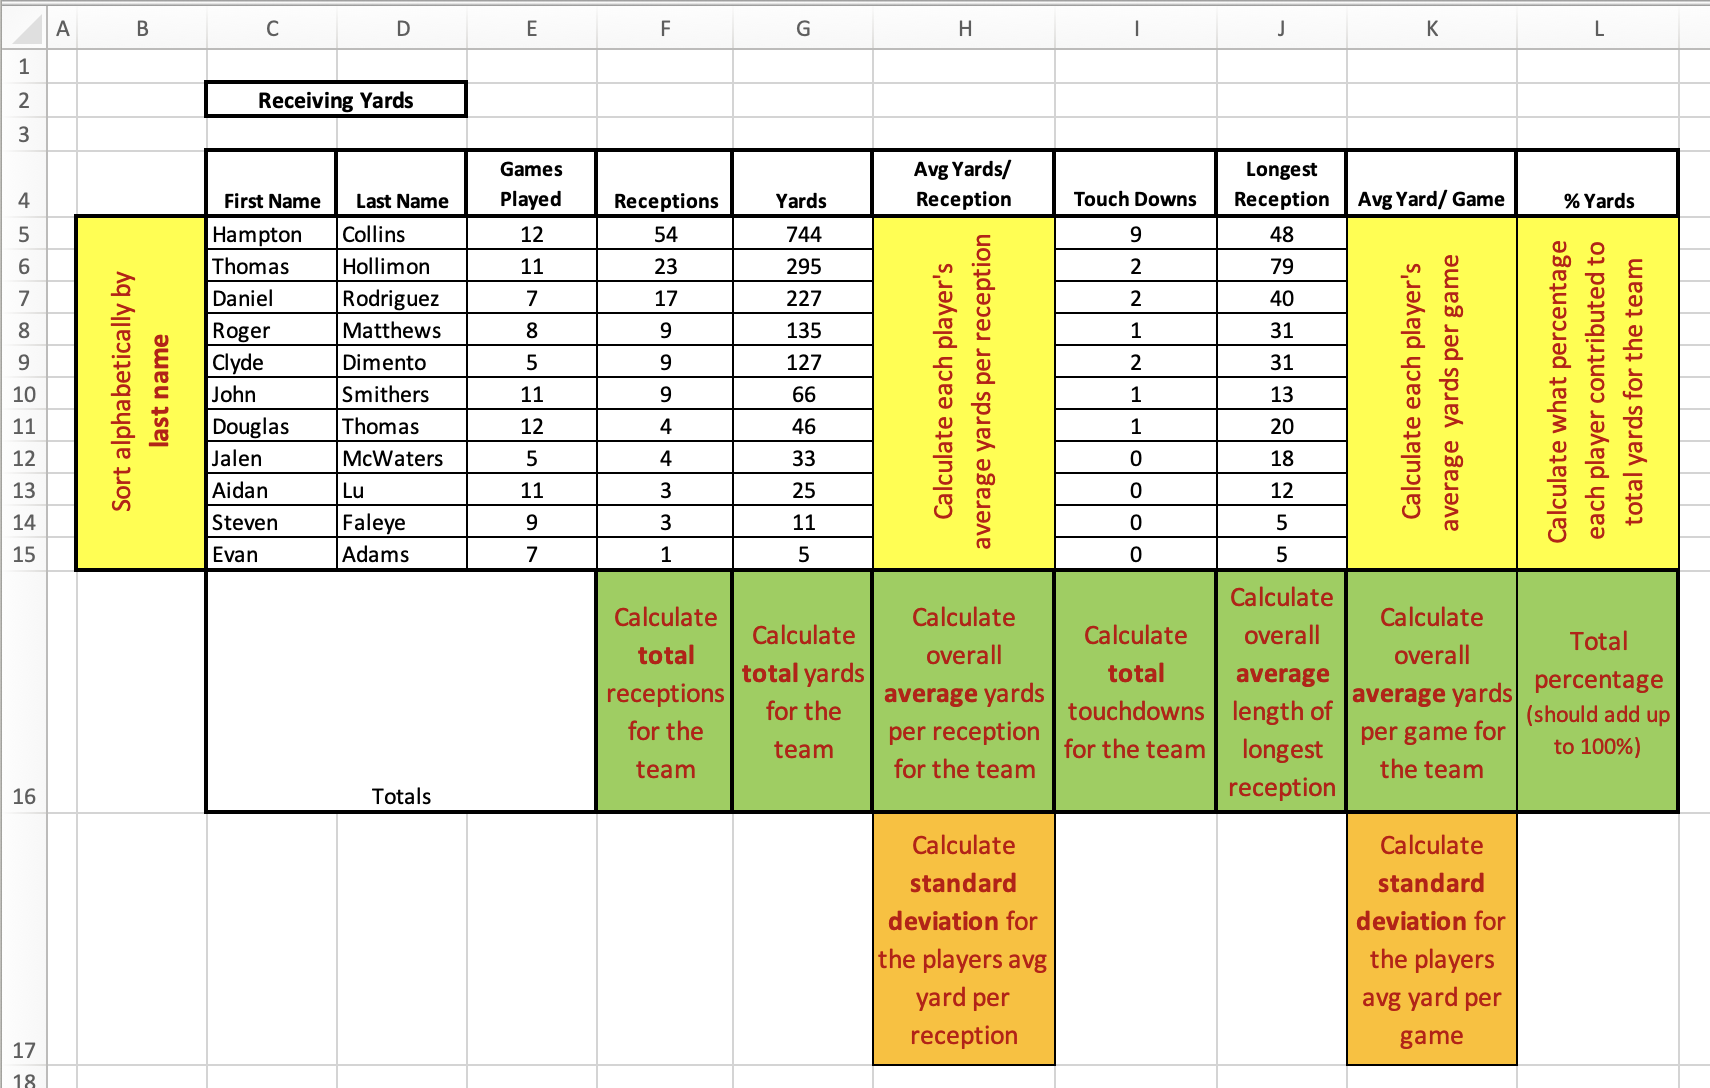 A B C D E F G H I J K L
1
2 Receiving Yards
3
4 First Name Last Name Games Played Receptions Yards Avg Yards/ Reception Touch Downs Longest Reception Avg Yard/ Game % Yards
5 Hampton Collins 12 54 744 9 48
6 Thomas Hollimon 11 23 295 2 79
7 Daniel Rodriguez 7 17 227 2 40
8 Roger Matthews 8 9 135 1 31
9 Clyde Dimento 5 9 127 2 31
10 John Smithers 11 9 66 1 13
11 Douglas Thomas 12 4 46 1 20
12 Jalen McWaters 5 4 33 0 18
13 Aidan Lu 11 3 25 0 12
14 Steven Faleye 9 3 11 0 5
15 Evan Adams 7 1 5 0 5
Sort alphabetically by
last name
Calculate each player's
average yards per reception
Calculate each player's
average yards per game
Calculate what percentage
each player contributed to
total yards for the team
16 Totals
Calculate
total
receptions
for the
team
Calculate
total yards
for the
team
Calculate
overall
average yards
per reception
for the team
Calculate
total
touchdowns
for the team
Calculate
overall
average
length of
longest
reception
Calculate
overall
average yards
per game for
the team
Total
percentage
(should add up
to 100%)
17
Calculate
standard
deviation for
the players avg
yard per
reception
Calculate
standard
deviation for
the players
avg yard per
game
18